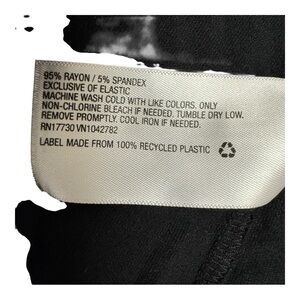 95% RAYON / 5% SPANDEX
EXCLUSIVE OF ELASTIC
MACHINE WASH COLD WITH LIKE COLORS. ONLY
NON-CHLORINE BLEACH IF NEEDED. TUMBLE DRY LOW.
REMOVE PROMPTLY. COOL IRON IF NEEDED.
RN17730 VN1042782
LABEL MADE FROM 100% RECYCLED PLASTIC